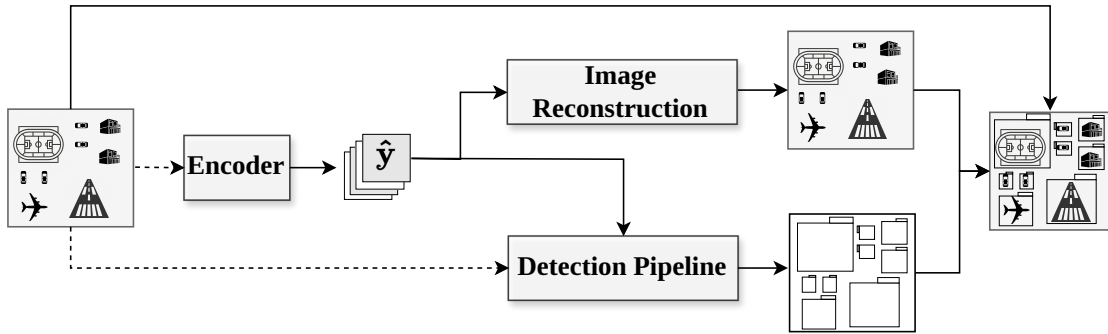 Image
Reconstruction
Encoder
ŷ
Detection Pipeline